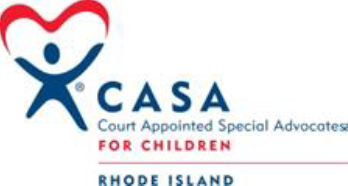 ® CASA
Court Appointed Special Advocates®
FOR CHILDREN
RHODE ISLAND